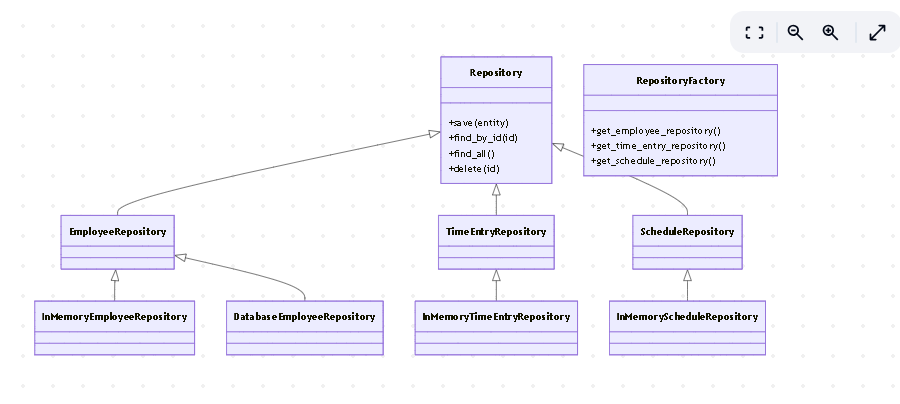 Repository
+save(entity)
+find_by_id(id)
+find_all()
+delete(id)
RepositoryFactory
+get_employee_repository()
+get_time_entry_repository()
+get_schedule_repository()
EmployeeRepository
TimeEntryRepository
ScheduleRepository
InMemoryEmployeeRepository
DatabaseEmployeeRepository
InMemoryTimeEntryRepository
InMemoryScheduleRepository